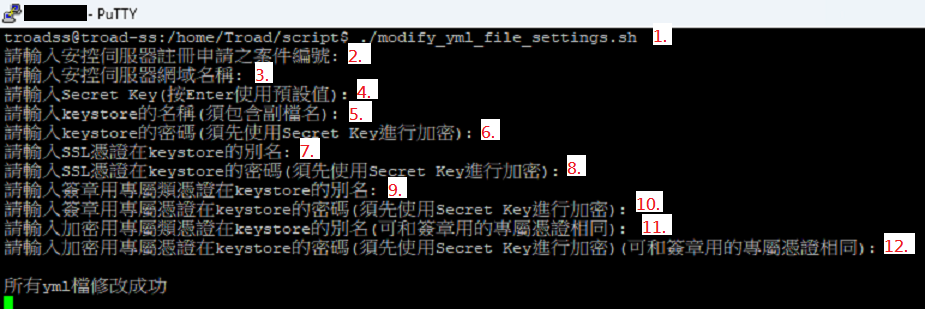 - PuTTY
troadss@troad-ss:/home/Troad/script$ ./modify_yml_file_settings.sh 1.
請輸入安控伺服器註冊申請之案件編號: 2.
請輸入安控伺服器網域名稱: 3.
請輸入Secret Key(按Enter使用預設值): 4.
請輸入keystore的名稱(須包含副檔名): 5.
請輸入keystore的密碼(須先使用Secret Key進行加密): 6.
請輸入SSL憑證在keystore的別名: 7.
請輸入SSL憑證在keystore的密碼(須先使用Secret Key進行加密): 8.
請輸入簽章用專屬類憑證在keystore的別名: 9.
請輸入簽章用專屬憑證在keystore的密碼(須先使用Secret Key進行加密): 10.
請輸入加密用專屬類憑證在keystore的別名(可和簽章用的專屬憑證相同): 11.
請輸入加密用專屬憑證在keystore的密碼(須先使用Secret Key進行加密)(可和簽章用的專屬憑證相同): 12.
所有yml檔修改成功